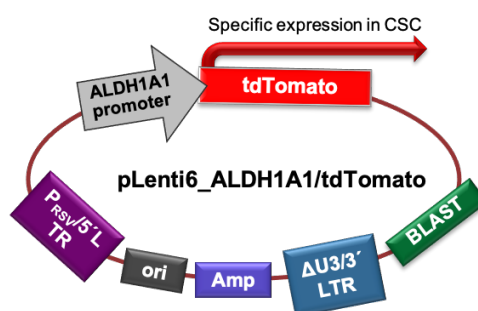 Specific expression in CSC
ALDH1A1
promoter
tdTomato
pLenti6_ALDH1A1/tdTomato
PRSV/5´L
TR
BLAST
ori
Amp
ΔU3/3´
LTR